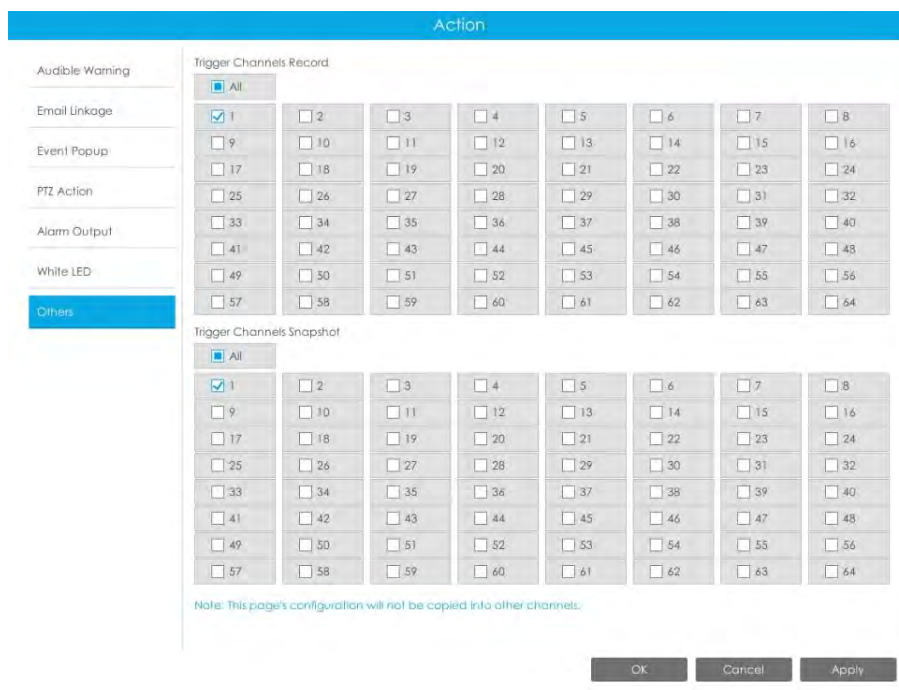 Action
Audible Warning
Email Linkage
Event Popup
PTZ Action
Alarm Output
White LED
Others
Trigger Channels Record
All
1 2 3 4 5 6 7 8
9 10 11 12 13 14 15 16
17 18 19 20 21 22 23 24
25 26 27 28 29 30 31 32
33 34 35 36 37 38 39 40
41 42 43 44 45 46 47 48
49 50 51 52 53 54 55 56
57 58 59 60 61 62 63 64
Trigger Channels Snapshot
All
1 2 3 4 5 6 7 8
9 10 11 12 13 14 15 16
17 18 19 20 21 22 23 24
25 26 27 28 29 30 31 32
33 34 35 36 37 38 39 40
41 42 43 44 45 46 47 48
49 50 51 52 53 54 55 56
57 58 59 60 61 62 63 64
Note: This page's configuration will not be copied into other channels.
OK Cancel Apply